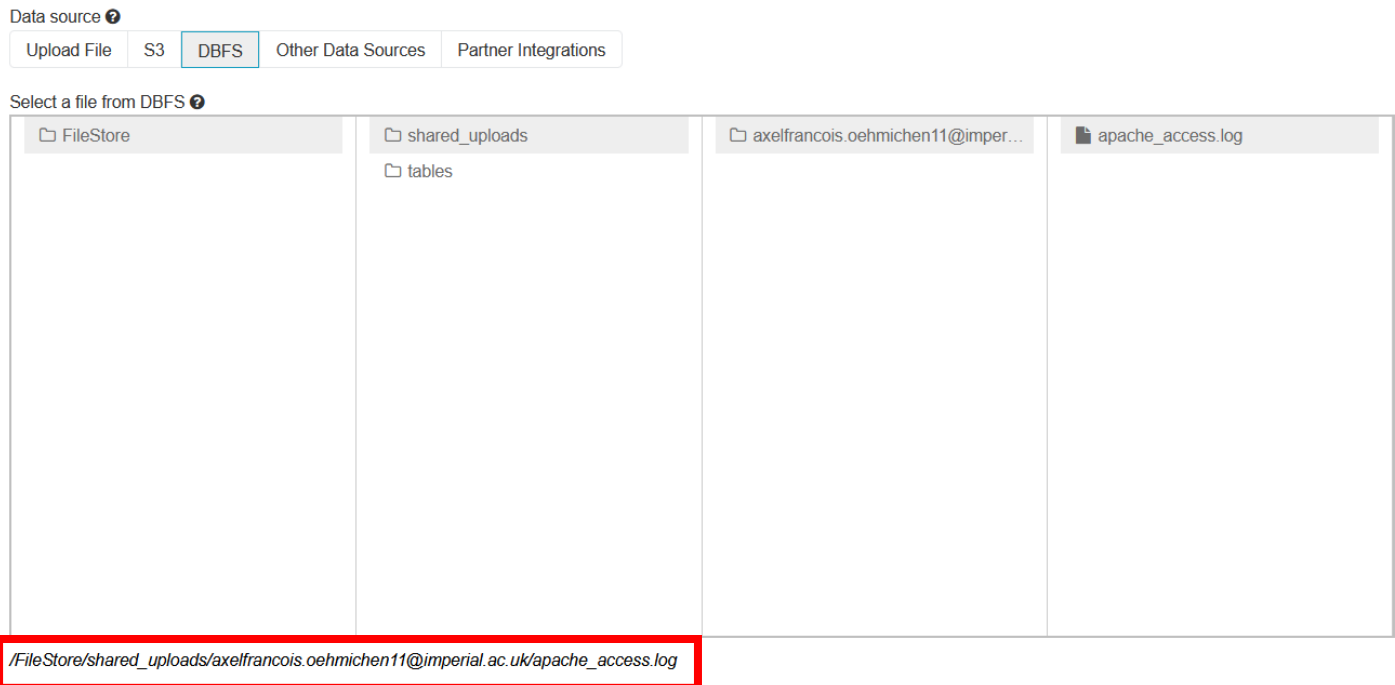 Data source
Upload File S3 DBFS Other Data Sources Partner Integrations
Select a file from DBFS
FileStore shared_uploads axelfrancois.oehmichen11@imper... apache_access.log
tables
/FileStore/shared_uploads/axelfrancois.oehmichen11@imperial.ac.uk/apache_access.log